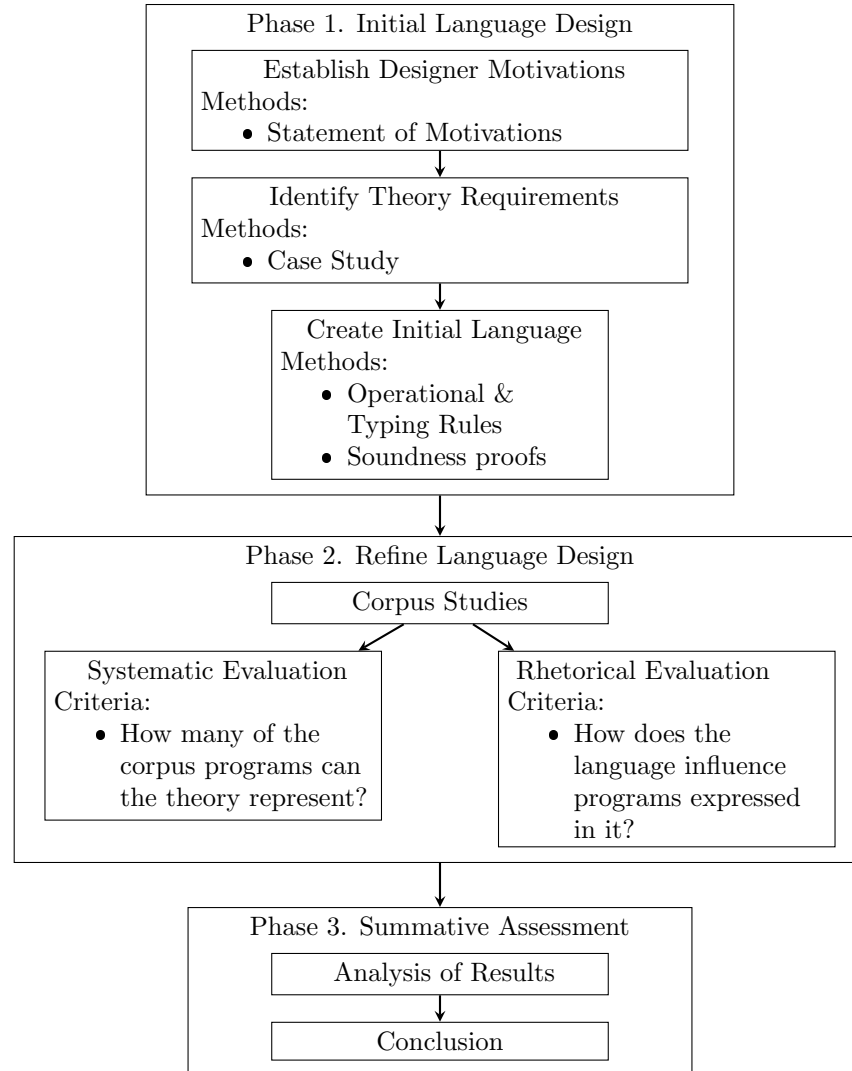 Phase 1. Initial Language Design
Establish Designer Motivations
Methods:
• Statement of Motivations
Identify Theory Requirements
Methods:
• Case Study
Create Initial Language
Methods:
• Operational &
Typing Rules
• Soundness proofs
Phase 2. Refine Language Design
Corpus Studies
Systematic Evaluation
Criteria:
• How many of the
corpus programs can
the theory represent?
Rhetorical Evaluation
Criteria:
• How does the
language influence
programs expressed
in it?
Phase 3. Summative Assessment
Analysis of Results
Conclusion